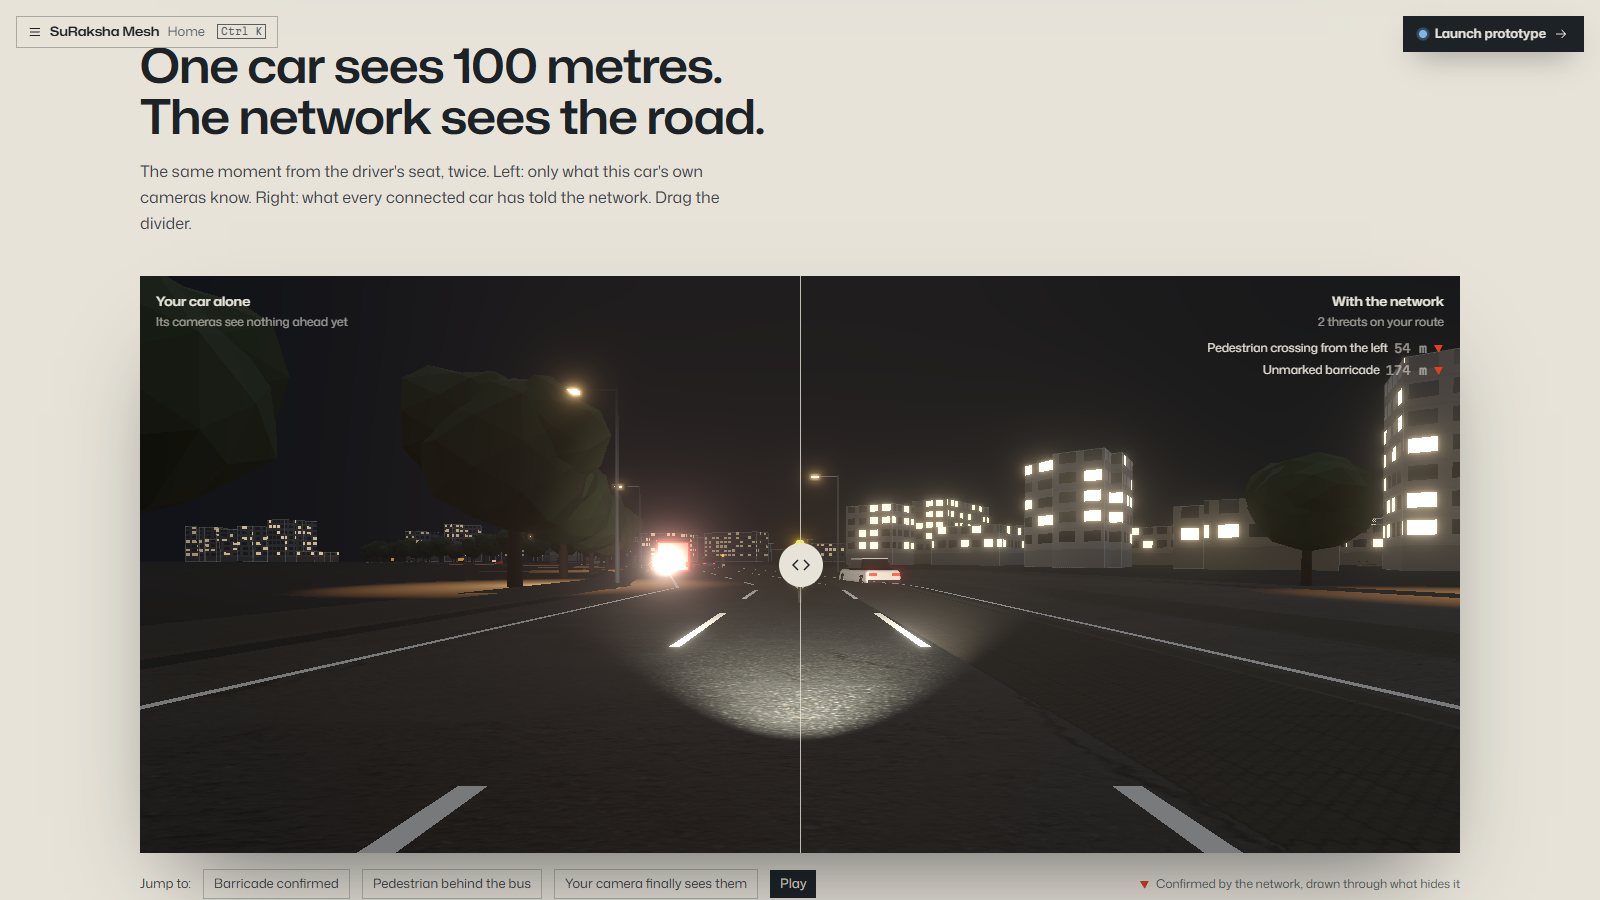 SuRaksha Mesh Home Ctrl K
Launch prototype
One car sees 100 metres.
The network sees the road.
The same moment from the driver's seat, twice. Left: only what this car's own
cameras know. Right: what every connected car has told the network. Drag the
divider.
Your car alone
Its cameras see nothing ahead yet
With the network
2 threats on your route
Pedestrian crossing from the left 54 m
Unmarked barricade 174 m
Jump to: Barricade confirmed Pedestrian behind the bus Your camera finally sees them Play
Confirmed by the network, drawn through what hides it